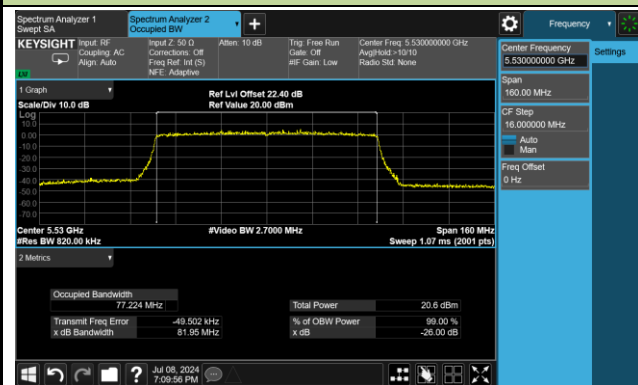 Spectrum Analyzer 1
Swept SA
Spectrum Analyzer 2
Occupied BW
Frequency
KEYSIGHT
Input: RF
Coupling: AC
Align: Auto
Input Z: 50 Ω
Corrections: Off
Freq Ref: Int (S)
NFE: Adaptive
Atten: 10 dB
Trig: Free Run
Gate: Off
#IF Gain: Low
Center Freq: 5.530000000 GHz
Avg|Hold:>10/10
Radio Std: None
Center Frequency
5.530000000 GHz
Settings
Span
160.00 MHz
CF Step
16.000000 MHz
Auto
Man
Freq Offset
0 Hz
1 Graph
Scale/Div 10.0 dB
Ref Lvl Offset 22.40 dB
Ref Value 20.00 dBm
Log
10.0
0.00
-10.0
-20.0
-30.0
-40.0
-50.0
-60.0
-70.0
Center 5.53 GHz
#Res BW 820.00 kHz
#Video BW 2.7000 MHz
Span 160 MHz
Sweep 1.07 ms (2001 pts)
2 Metrics
Occupied Bandwidth
77.224 MHz
Total Power 20.6 dBm
Transmit Freq Error -49.502 kHz
% of OBW Power 99.00 %
x dB Bandwidth 81.95 MHz
x dB -26.00 dB
Jul 08, 2024
7:09:56 PM